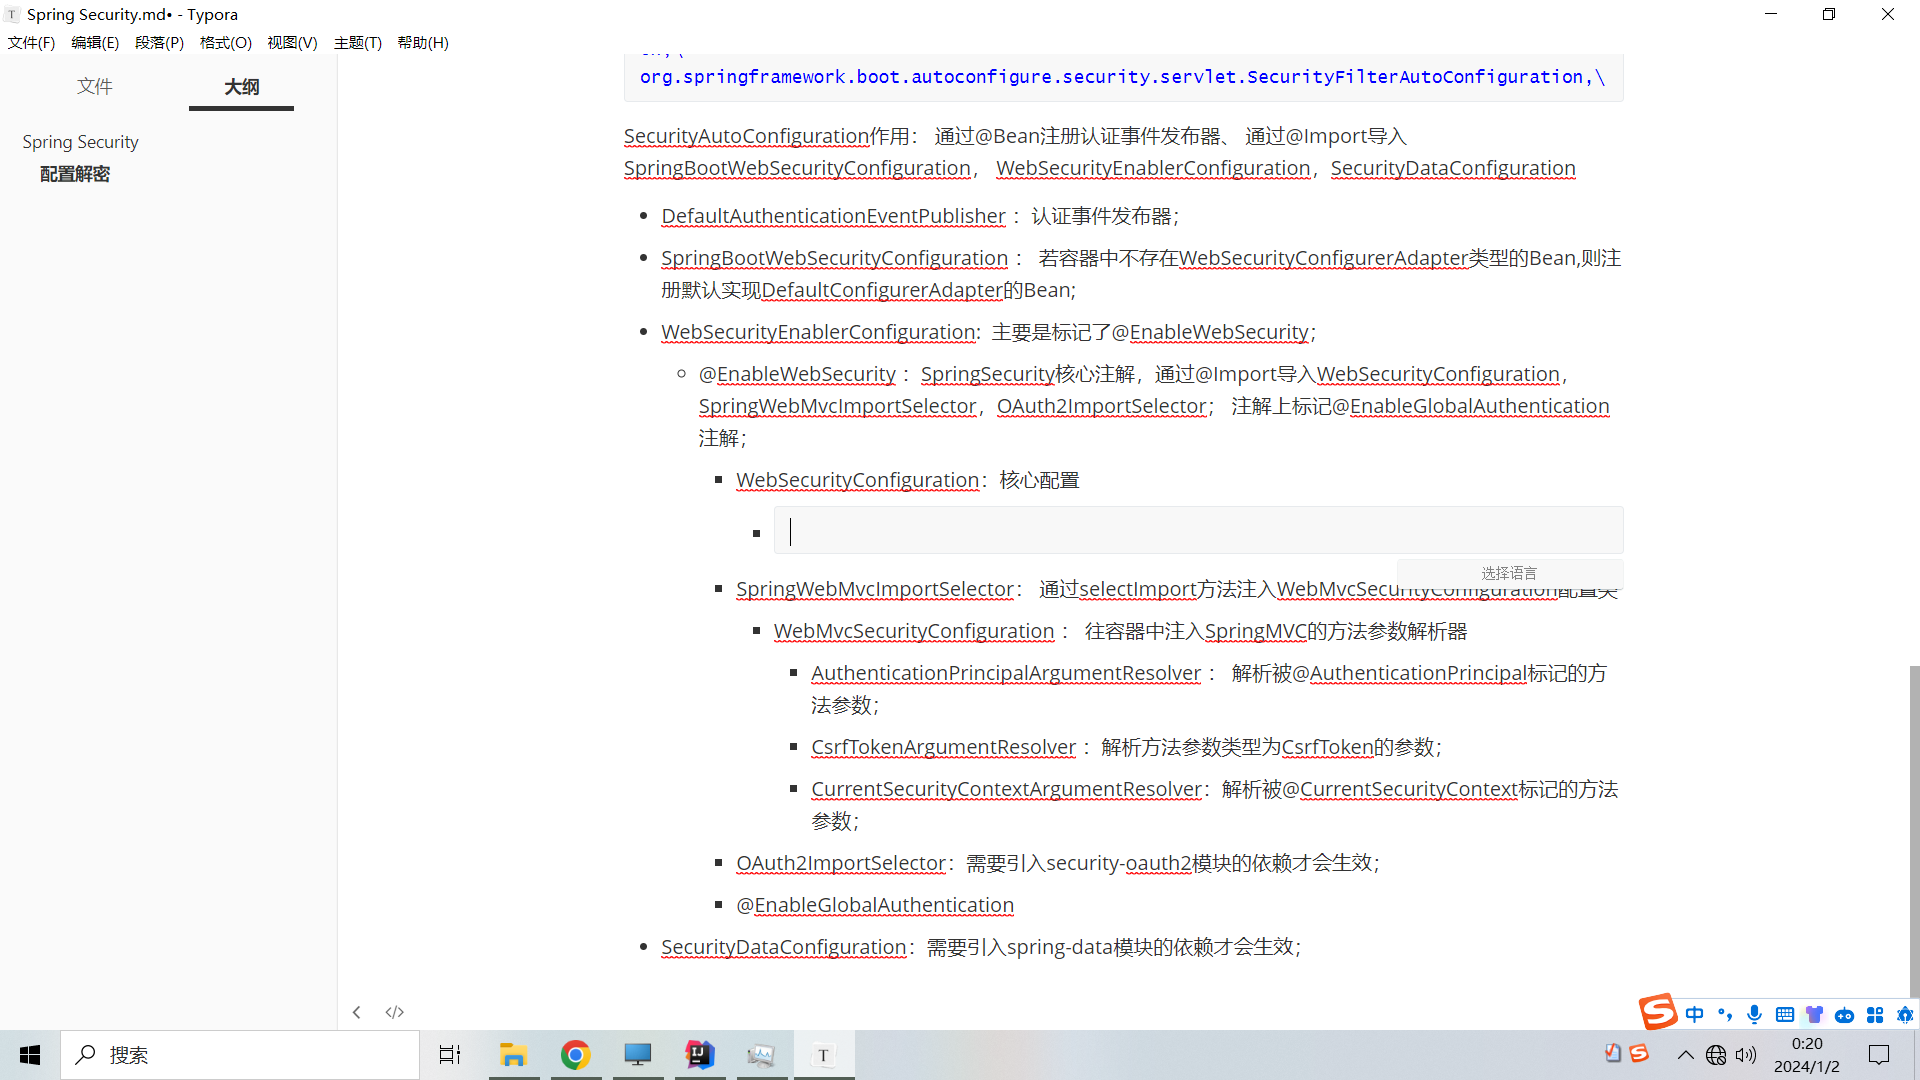 Spring Security.md• - Typora
文件(F) 编辑(E) 段落(P) 格式(O) 视图(V) 主题(T) 帮助(H)
文件 大纲
Spring Security
配置解密
org.springframework.boot.autoconfigure.security.servlet.SecurityFilterAutoConfiguration,\
SecurityAutoConfiguration作用： 通过@Bean注册认证事件发布器、 通过@Import导入
SpringBootWebSecurityConfiguration， WebSecurityEnablerConfiguration，SecurityDataConfiguration
DefaultAuthenticationEventPublisher ：认证事件发布器；
SpringBootWebSecurityConfiguration ： 若容器中不存在WebSecurityConfigurerAdapter类型的Bean,则注
册默认实现DefaultConfigurerAdapter的Bean;
WebSecurityEnablerConfiguration: 主要是标记了@EnableWebSecurity；
@EnableWebSecurity ：SpringSecurity核心注解，通过@Import导入WebSecurityConfiguration，
SpringWebMvcImportSelector，OAuth2ImportSelector； 注解上标记@EnableGlobalAuthentication
注解；
WebSecurityConfiguration：核心配置
选择语言
SpringWebMvcImportSelector： 通过selectImport方法注入WebMvcSecurityConfiguration配置类
WebMvcSecurityConfiguration ： 往容器中注入SpringMVC的方法参数解析器
AuthenticationPrincipalArgumentResolver ： 解析被@AuthenticationPrincipal标记的方
法参数；
CsrfTokenArgumentResolver ：解析方法参数类型为CsrfToken的参数；
CurrentSecurityContextArgumentResolver：解析被@CurrentSecurityContext标记的方法
参数；
OAuth2ImportSelector：需要引入security-oauth2模块的依赖才会生效；
@EnableGlobalAuthentication
SecurityDataConfiguration：需要引入spring-data模块的依赖才会生效；
中
搜索
0:20
2024/1/2